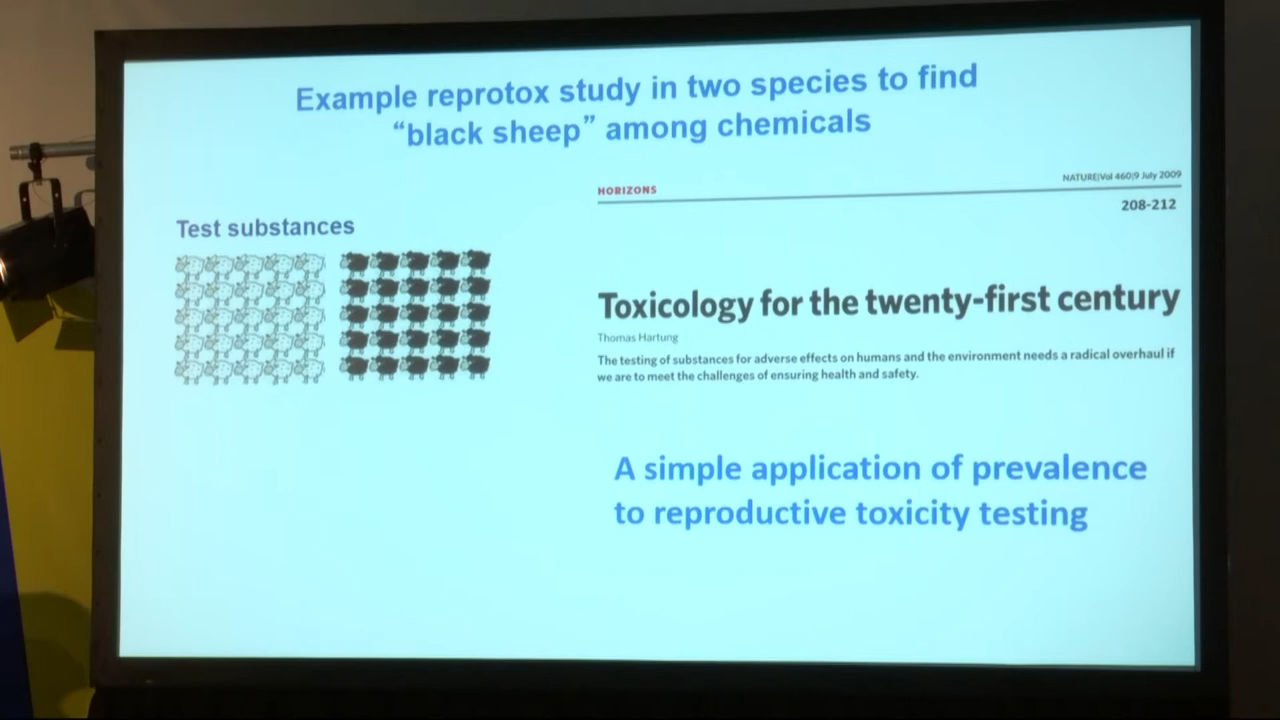 Example reprotox study in two species to find
“black sheep” among chemicals
Test substances
HORIZONS
NATURE|Vol 460|9 July 2009
208-212
Toxicology for the twenty-first century
Thomas Hartung
The testing of substances for adverse effects on humans and the environment needs a radical overhaul if
we are to meet the challenges of ensuring health and safety.
A simple application of prevalence
to reproductive toxicity testing